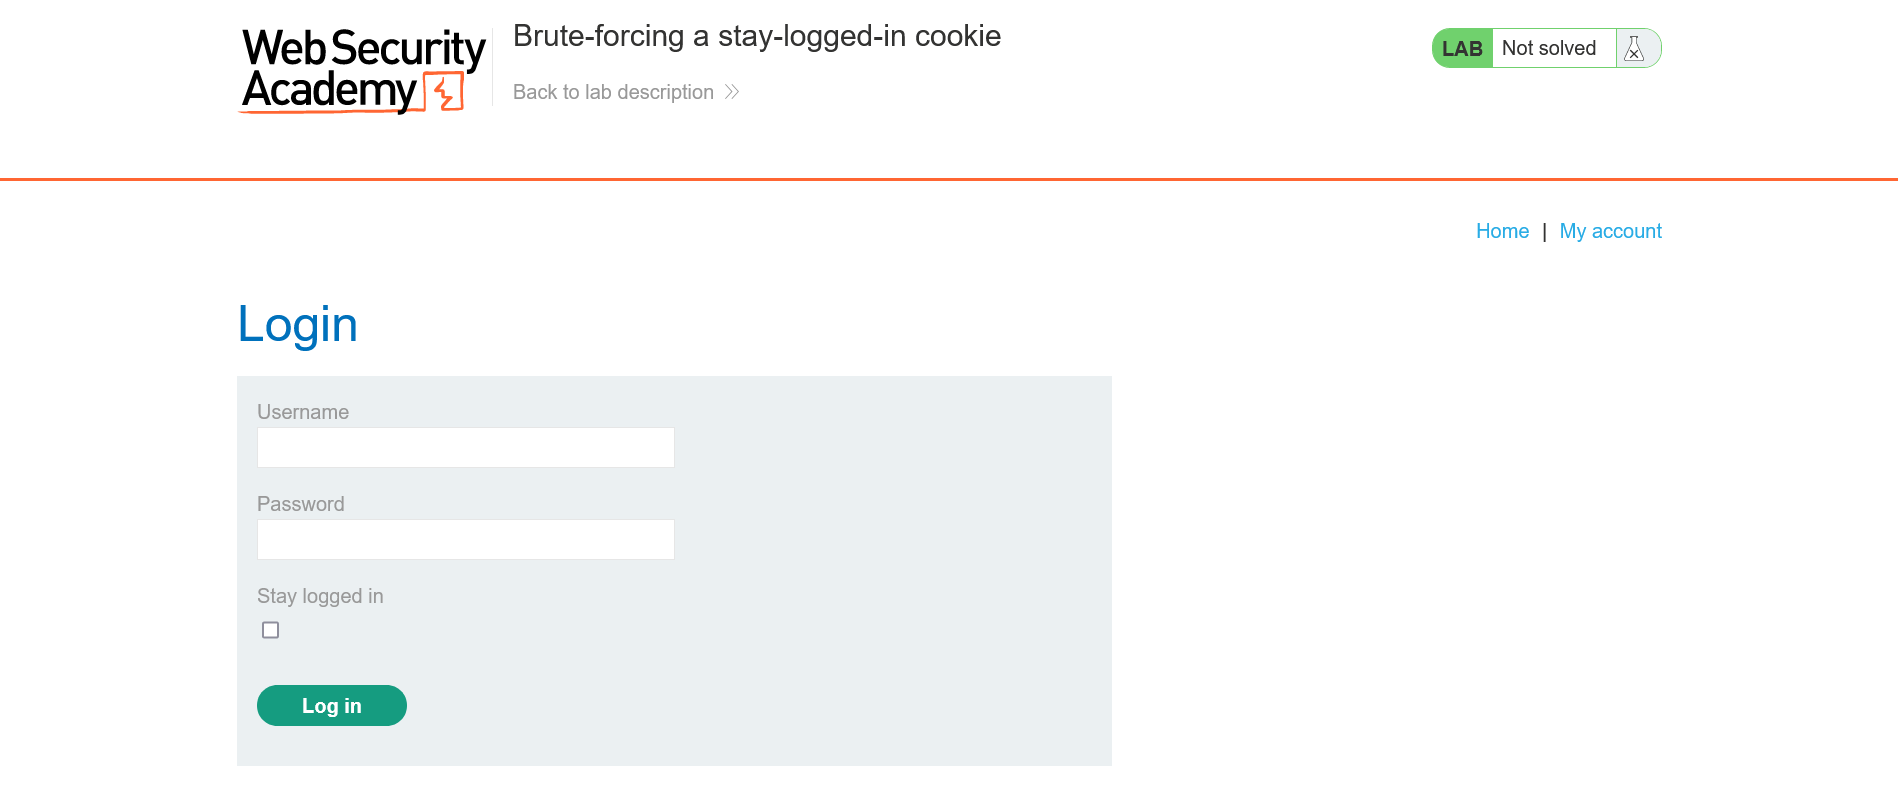 Web Security
Academy
Brute-forcing a stay-logged-in cookie
Back to lab description
LAB Not solved
Home | My account
Login
Username
Password
Stay logged in
Log in